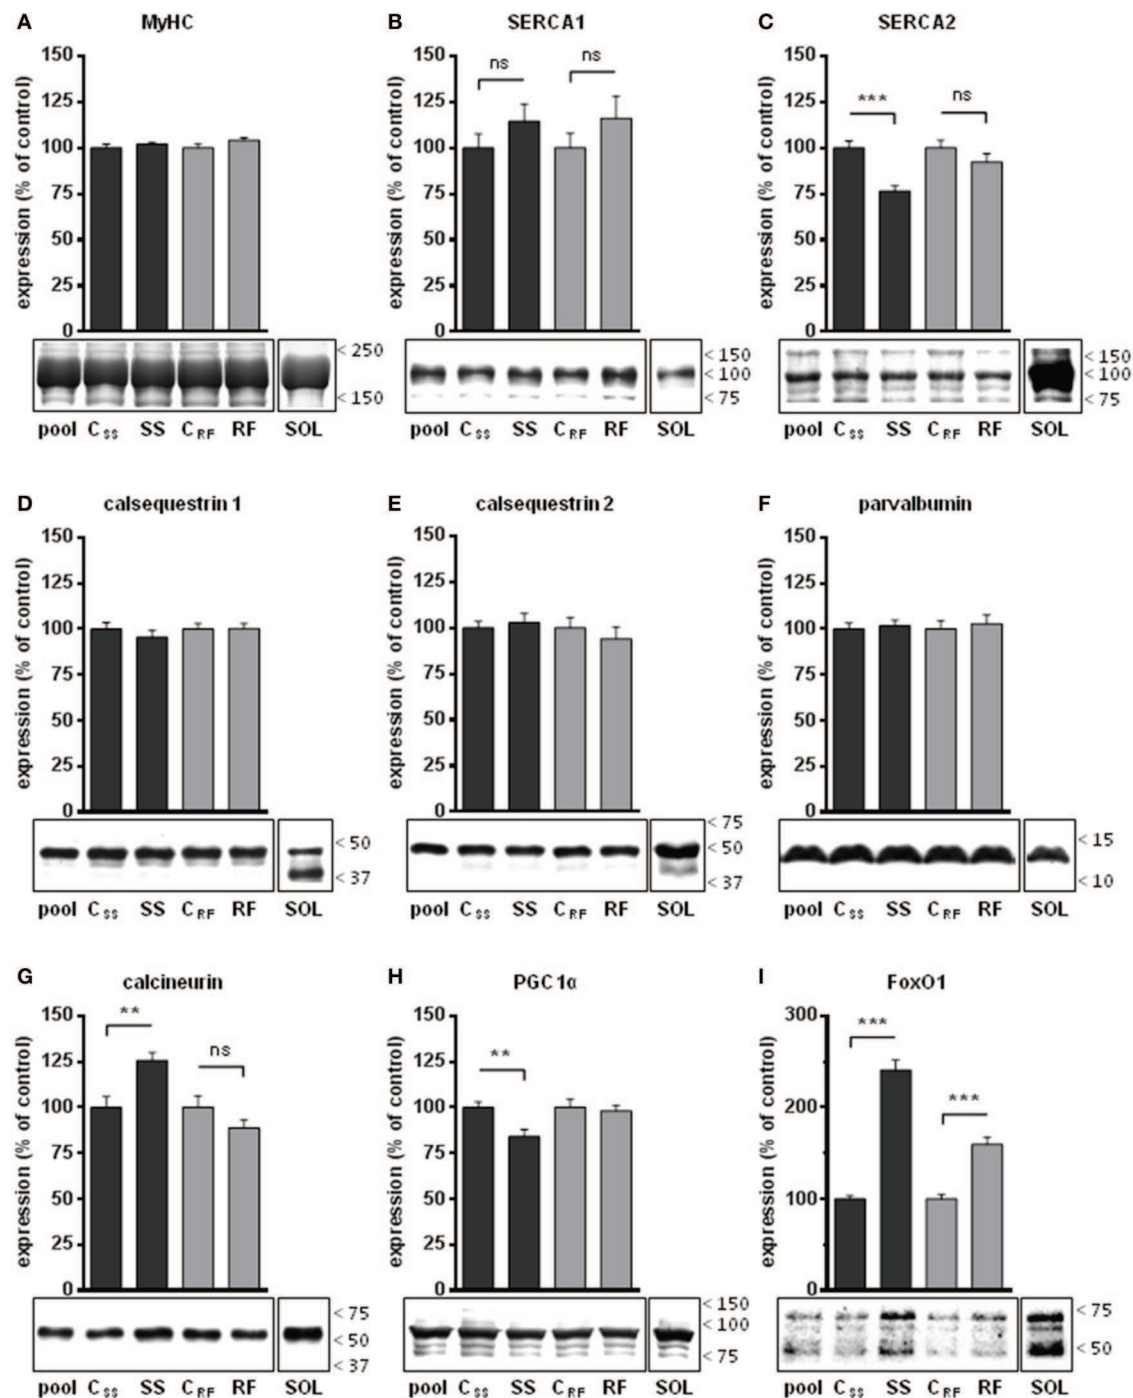 A MyHC
expression (% of control)
150
125
100
75
50
25
0
< 250
< 150
pool C SS SS C RF RF SOL
B SERCA1
expression (% of control)
150
125
100
75
50
25
0
ns ns
< 150
< 100
< 75
pool C SS SS C RF RF SOL
C SERCA2
expression (% of control)
150
125
100
75
50
25
0
*** ns
< 150
< 100
< 75
pool C SS SS C RF RF SOL
D calsequestrin 1
expression (% of control)
150
125
100
75
50
25
0
< 50
< 37
pool C SS SS C RF RF SOL
E calsequestrin 2
expression (% of control)
150
125
100
75
50
25
0
< 75
< 50
< 37
pool C SS SS C RF RF SOL
F parvalbumin
expression (% of control)
150
125
100
75
50
25
0
< 15
< 10
pool C SS SS C RF RF SOL
G calcineurin
expression (% of control)
150
125
100
75
50
25
0
** ns
< 75
< 50
< 37
pool C SS SS C RF RF SOL
H PGC1α
expression (% of control)
150
125
100
75
50
25
0
**
< 150
< 100
< 75
pool C SS SS C RF RF SOL
I FoxO1
expression (% of control)
300
200
100
0
*** ***
< 75
< 50
pool C SS SS C RF RF SOL